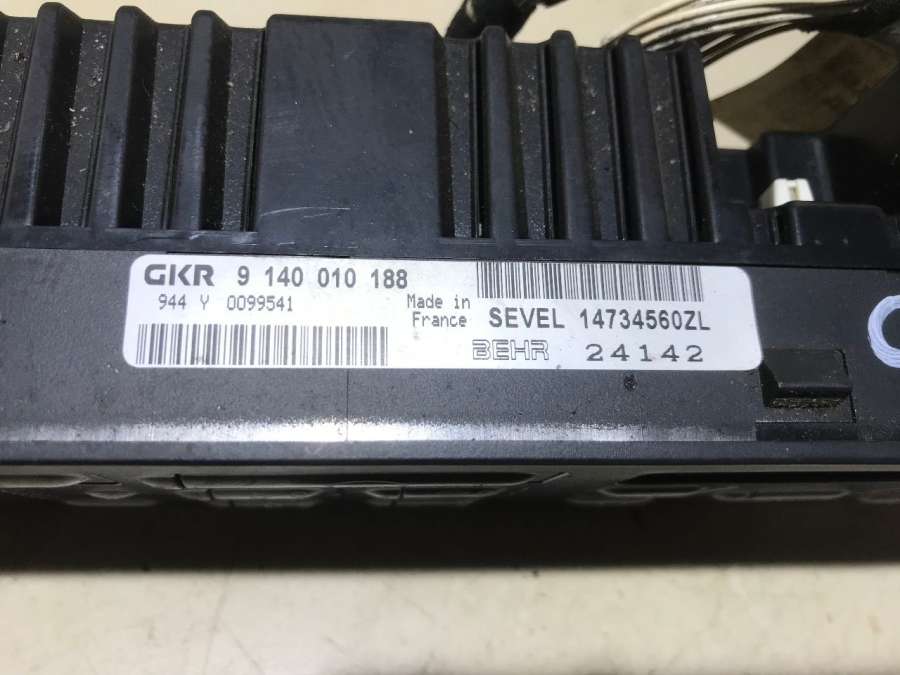 GKR 9 140 010 188
944 Y 0099541
Made in
France
SEVEL 14734560ZL
BEHR 24142